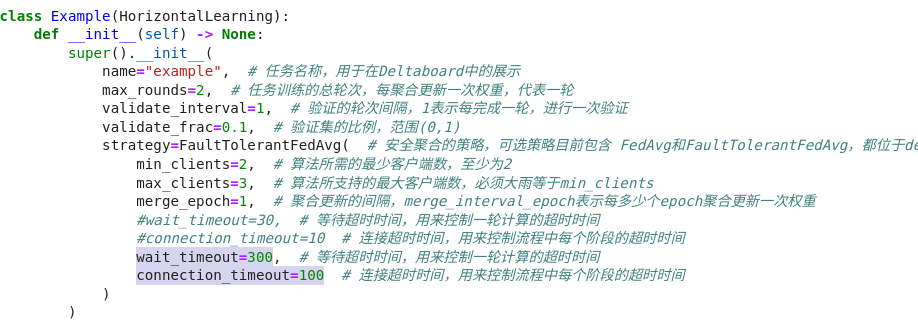 class Example(HorizontalLearning):
    def __init__(self) -> None:
        super().__init__(
            name="example",  # 任务名称，用于在Deltaboard中的展示
            max_rounds=2,  # 任务训练的总轮次，每聚合更新一次权重，代表一轮
            validate_interval=1,  # 验证的轮次间隔，1表示每完成一轮，进行一次验证
            validate_frac=0.1,  # 验证集的比例，范围(0,1)
            strategy=FaultTolerantFedAvg(  # 安全聚合的策略，可选策略目前包含 FedAvg和FaultTolerantFedAvg，都位于de
                min_clients=2,  # 算法所需的最少客户端数，至少为2
                max_clients=3,  # 算法所支持的最大客户端数，必须大雨等于min_clients
                merge_epoch=1,  # 聚合更新的间隔，merge_interval_epoch表示每多少个epoch聚合更新一次权重
                #wait_timeout=30,  # 等待超时时间，用来控制一轮计算的超时时间
                #connection_timeout=10  # 连接超时时间，用来控制流程中每个阶段的超时时间
                wait_timeout=300,  # 等待超时时间，用来控制一轮计算的超时时间
                connection_timeout=100  # 连接超时时间，用来控制流程中每个阶段的超时时间
            )
        )